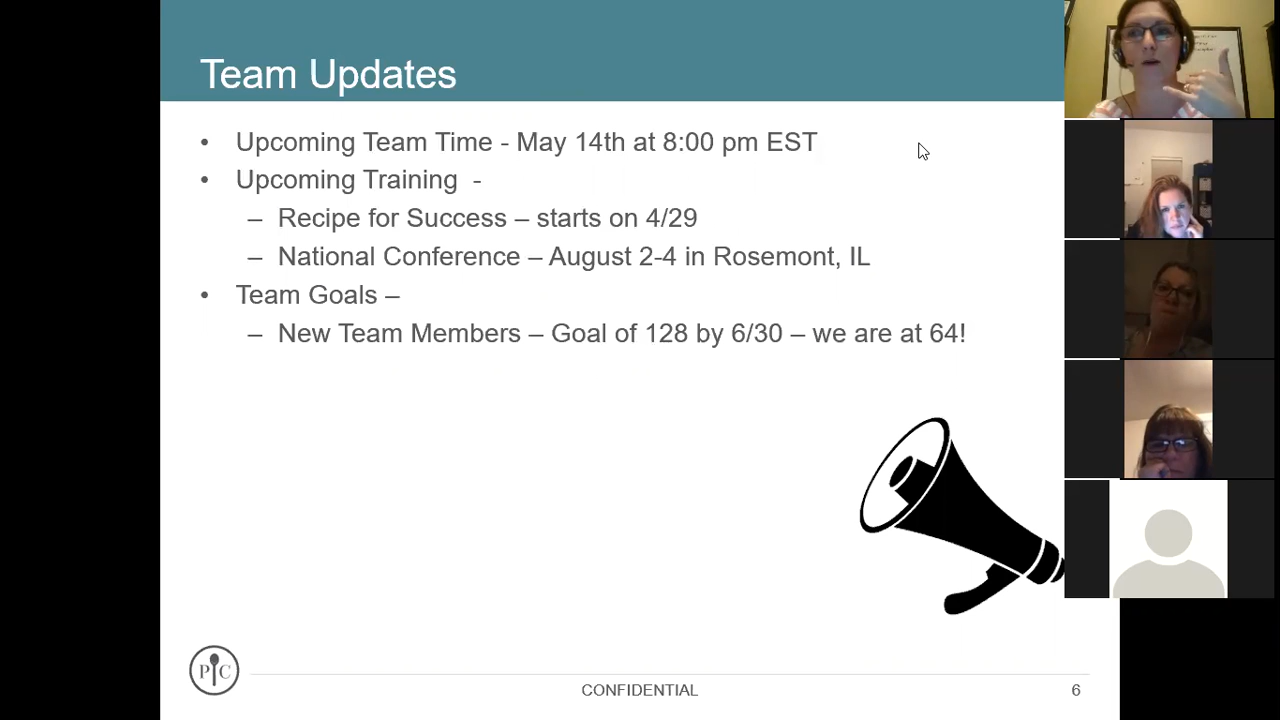 Team Updates
• Upcoming Team Time - May 14th at 8:00 pm EST
• Upcoming Training -
– Recipe for Success – starts on 4/29
– National Conference – August 2-4 in Rosemont, IL
• Team Goals –
– New Team Members – Goal of 128 by 6/30 – we are at 64!
P C
CONFIDENTIAL
6